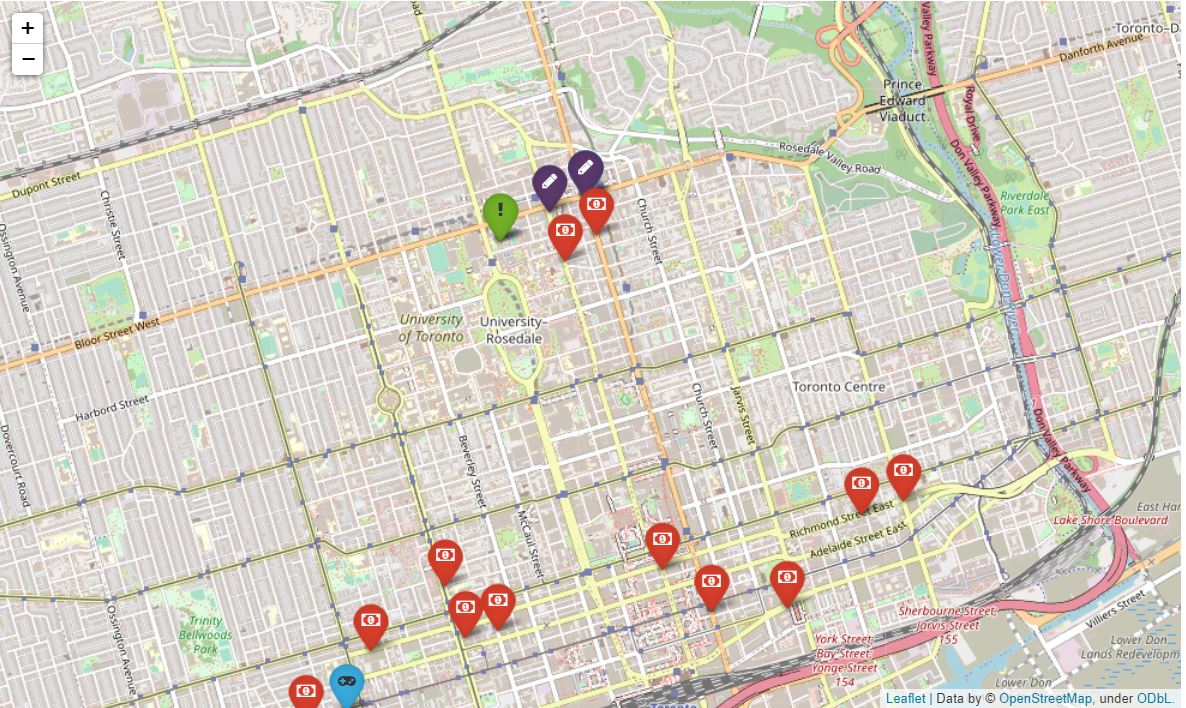 +
−
Toronto–Da
Danforth Avenue
Valley Parkway
Prince
Edward
Viaduct
Royal Drive
Rosedale Valley Road
Don Valley Parkway
Dupont Street
Christie Street
Riverdale
Park East
Church Street
Ossington Avenue
Lower Don River
Bloor Street West
University
of Toronto
University–
Rosedale
Toronto Centre
Harbord Street
Church Street
Jarvis Street
Dovercourt Road
Beverley Street
Don Valley Parkway
McCaul Street
Richmond Street East
Adelaide Street East
East Har
Lake Shore Boulevard
Ossington Avenue
Trinity
Bellwoods
Park
Sherbourne Street;
Jarvis Street
155
Villiers Street
York Street;
Bay Street;
Yonge Street
154
Lower Don
Lands Redevelopm
Lower Don
Toronto
Leaflet | Data by © OpenStreetMap, under ODbL.